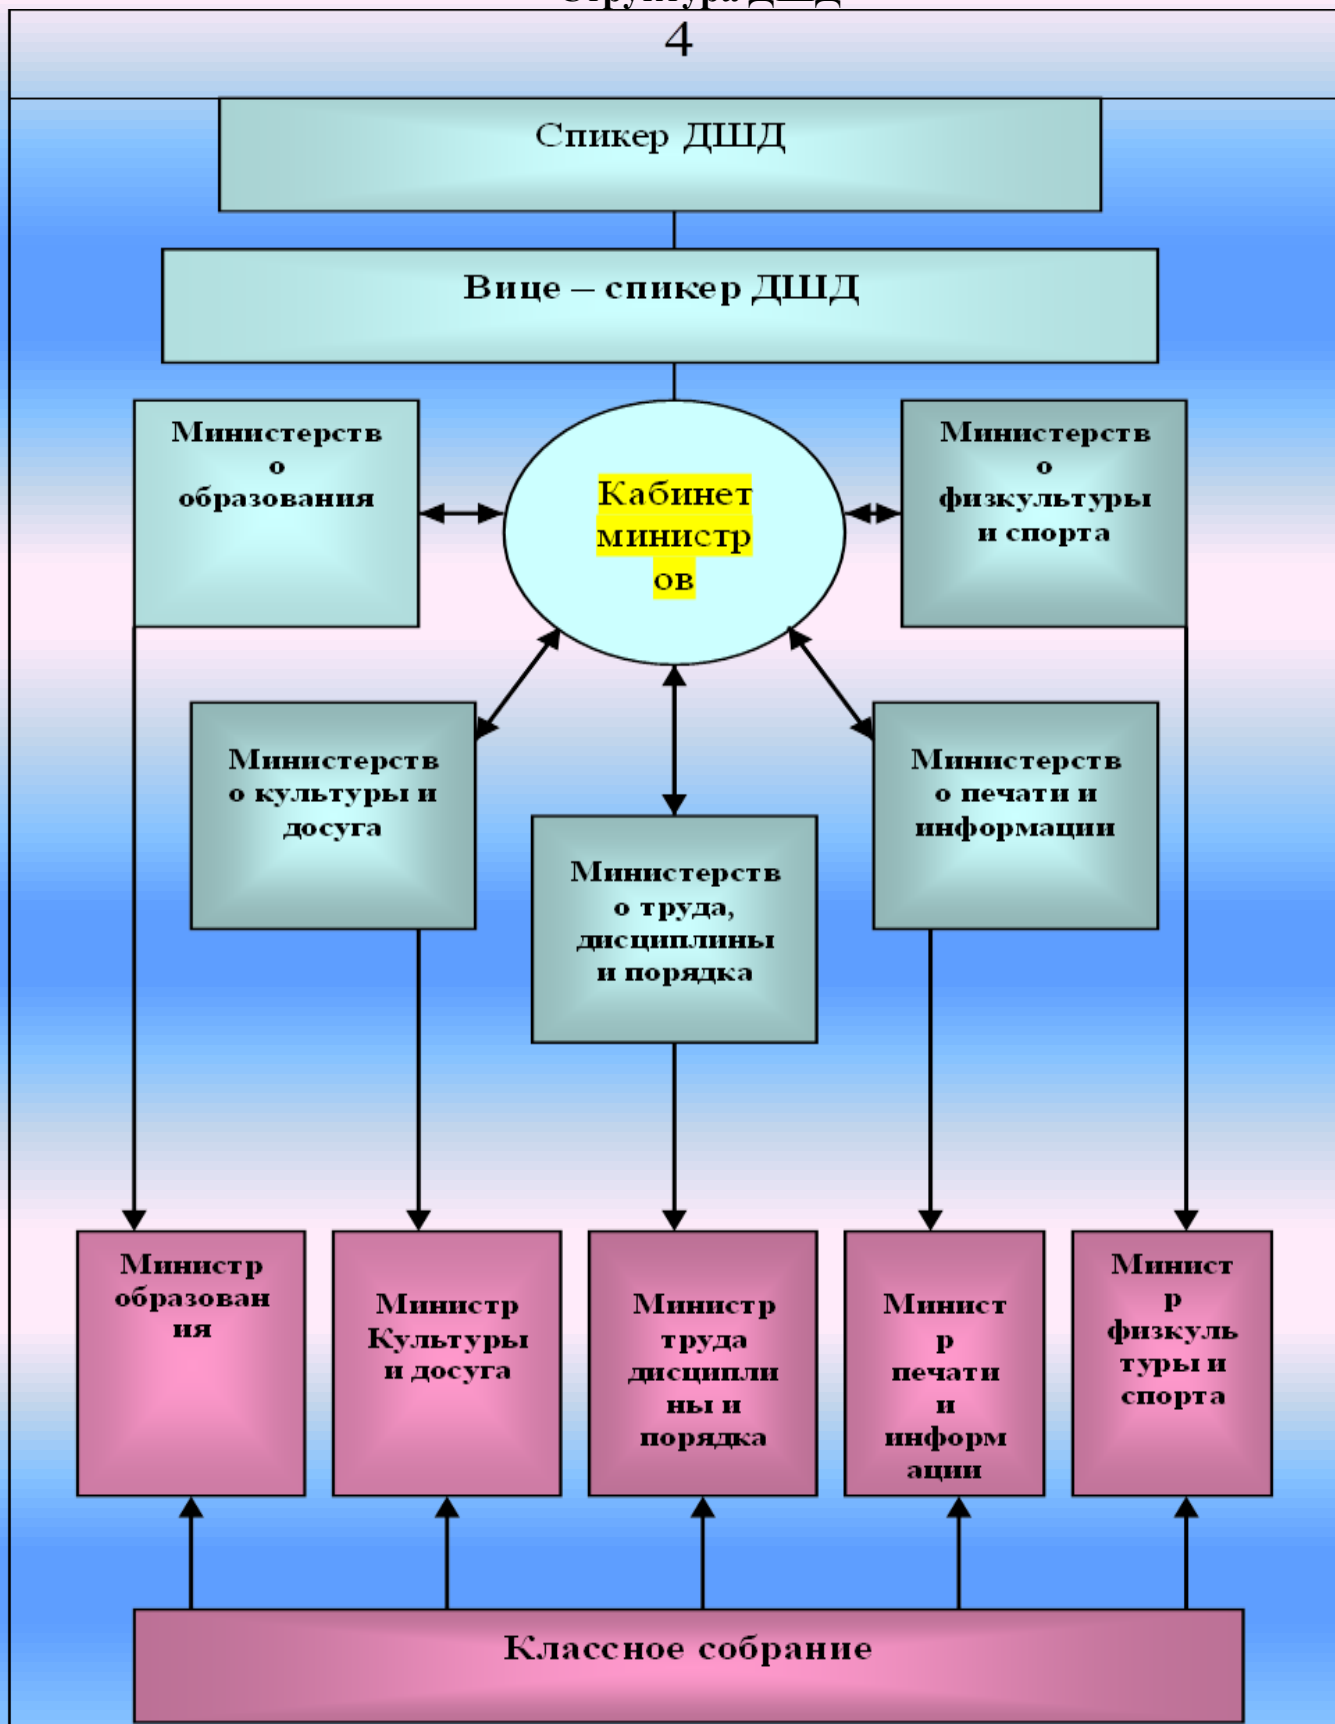 Структура ДШД
4
Спикер ДШД
Вице – спикер ДШД
Министерств
о
образования
Кабинет
министр
ов
Министерств
о
физкультуры
и спорта
Министерств
о культуры и
досуга
Министерств
о труда,
дисциплины
и порядка
Министерств
о печати и
информации
Министр
образован
ия
Министр
Культуры
и досуга
Министр
труда
дисципли
ны и
порядка
Минист
р
печати
и
информ
ации
Минист
р
физкуль
туры и
спорта
Классное собрание